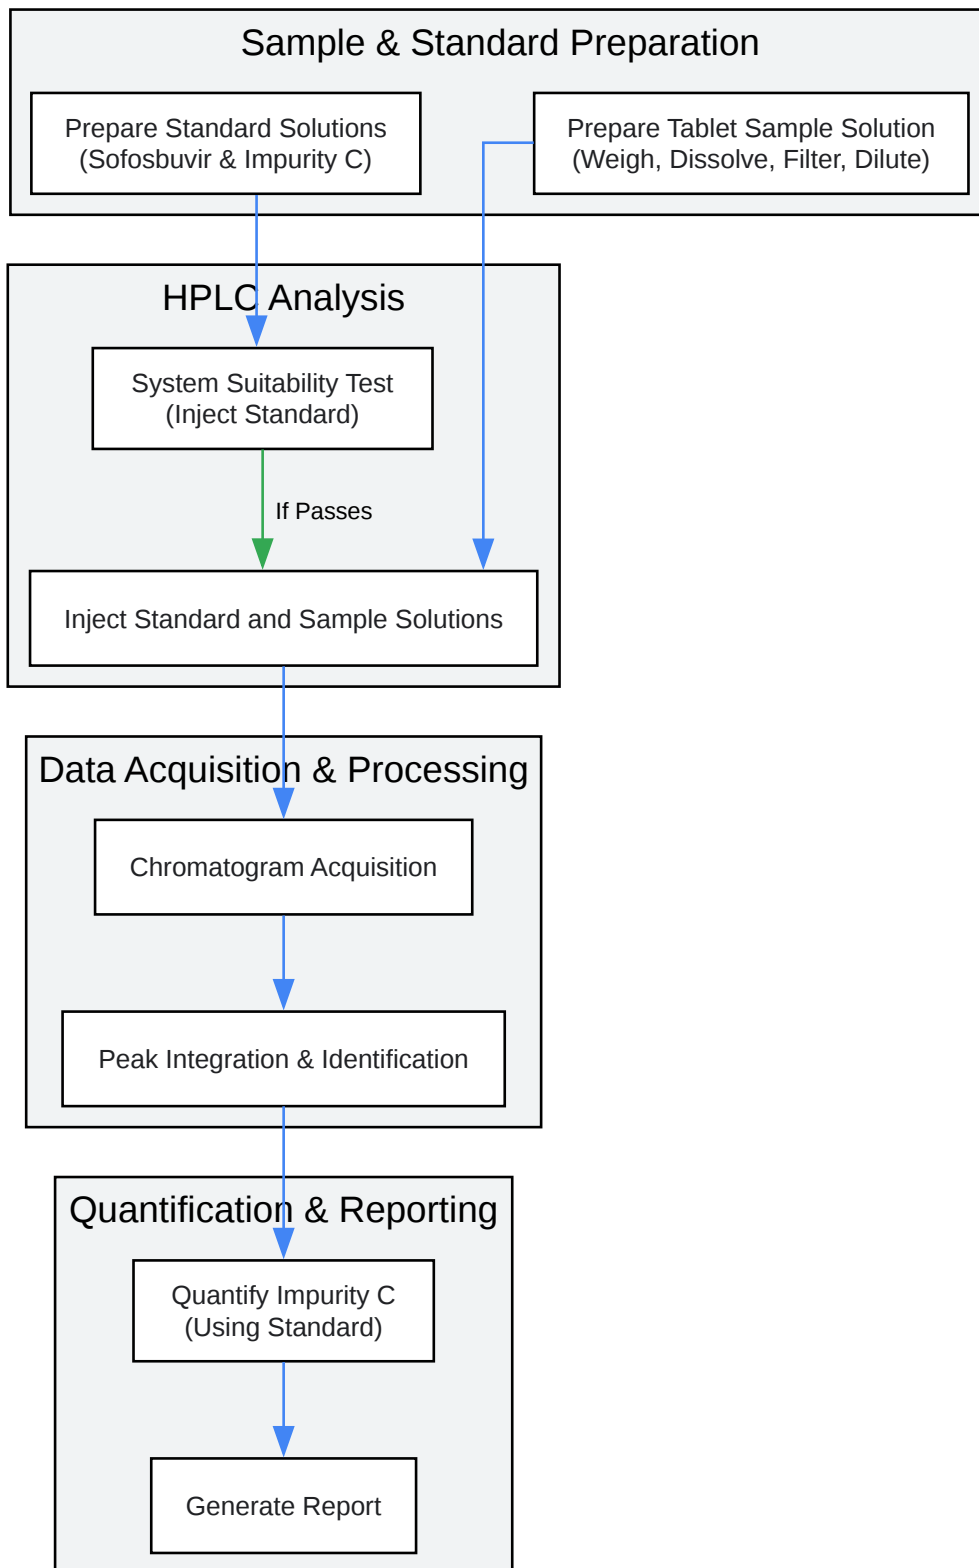 Sample & Standard Preparation
Prepare Standard Solutions
(Sofosbuvir & Impurity C)
Prepare Tablet Sample Solution
(Weigh, Dissolve, Filter, Dilute)
HPLC Analysis
System Suitability Test
(Inject Standard)
If Passes
Inject Standard and Sample Solutions
Data Acquisition & Processing
Chromatogram Acquisition
Peak Integration & Identification
Quantification & Reporting
Quantify Impurity C
(Using Standard)
Generate Report